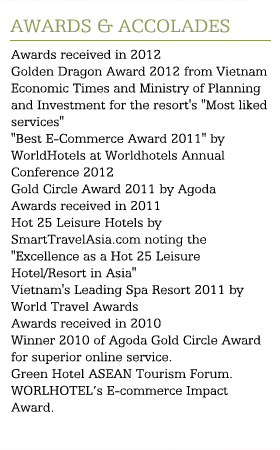 AWARDS & ACCOLADES
Awards received in 2012
Golden Dragon Award 2012 from Vietnam
Economic Times and Ministry of Planning
and Investment for the resort's "Most liked
services"
"Best E-Commerce Award 2011" by
WorldHotels at Worldhotels Annual
Conference 2012
Gold Circle Award 2011 by Agoda
Awards received in 2011
Hot 25 Leisure Hotels by
SmartTravelAsia.com noting the
"Excellence as a Hot 25 Leisure
Hotel/Resort in Asia"
Vietnam's Leading Spa Resort 2011 by
World Travel Awards
Awards received in 2010
Winner 2010 of Agoda Gold Circle Award
for superior online service.
Green Hotel ASEAN Tourism Forum.
WORLHOTEL's E-commerce Impact
Award.